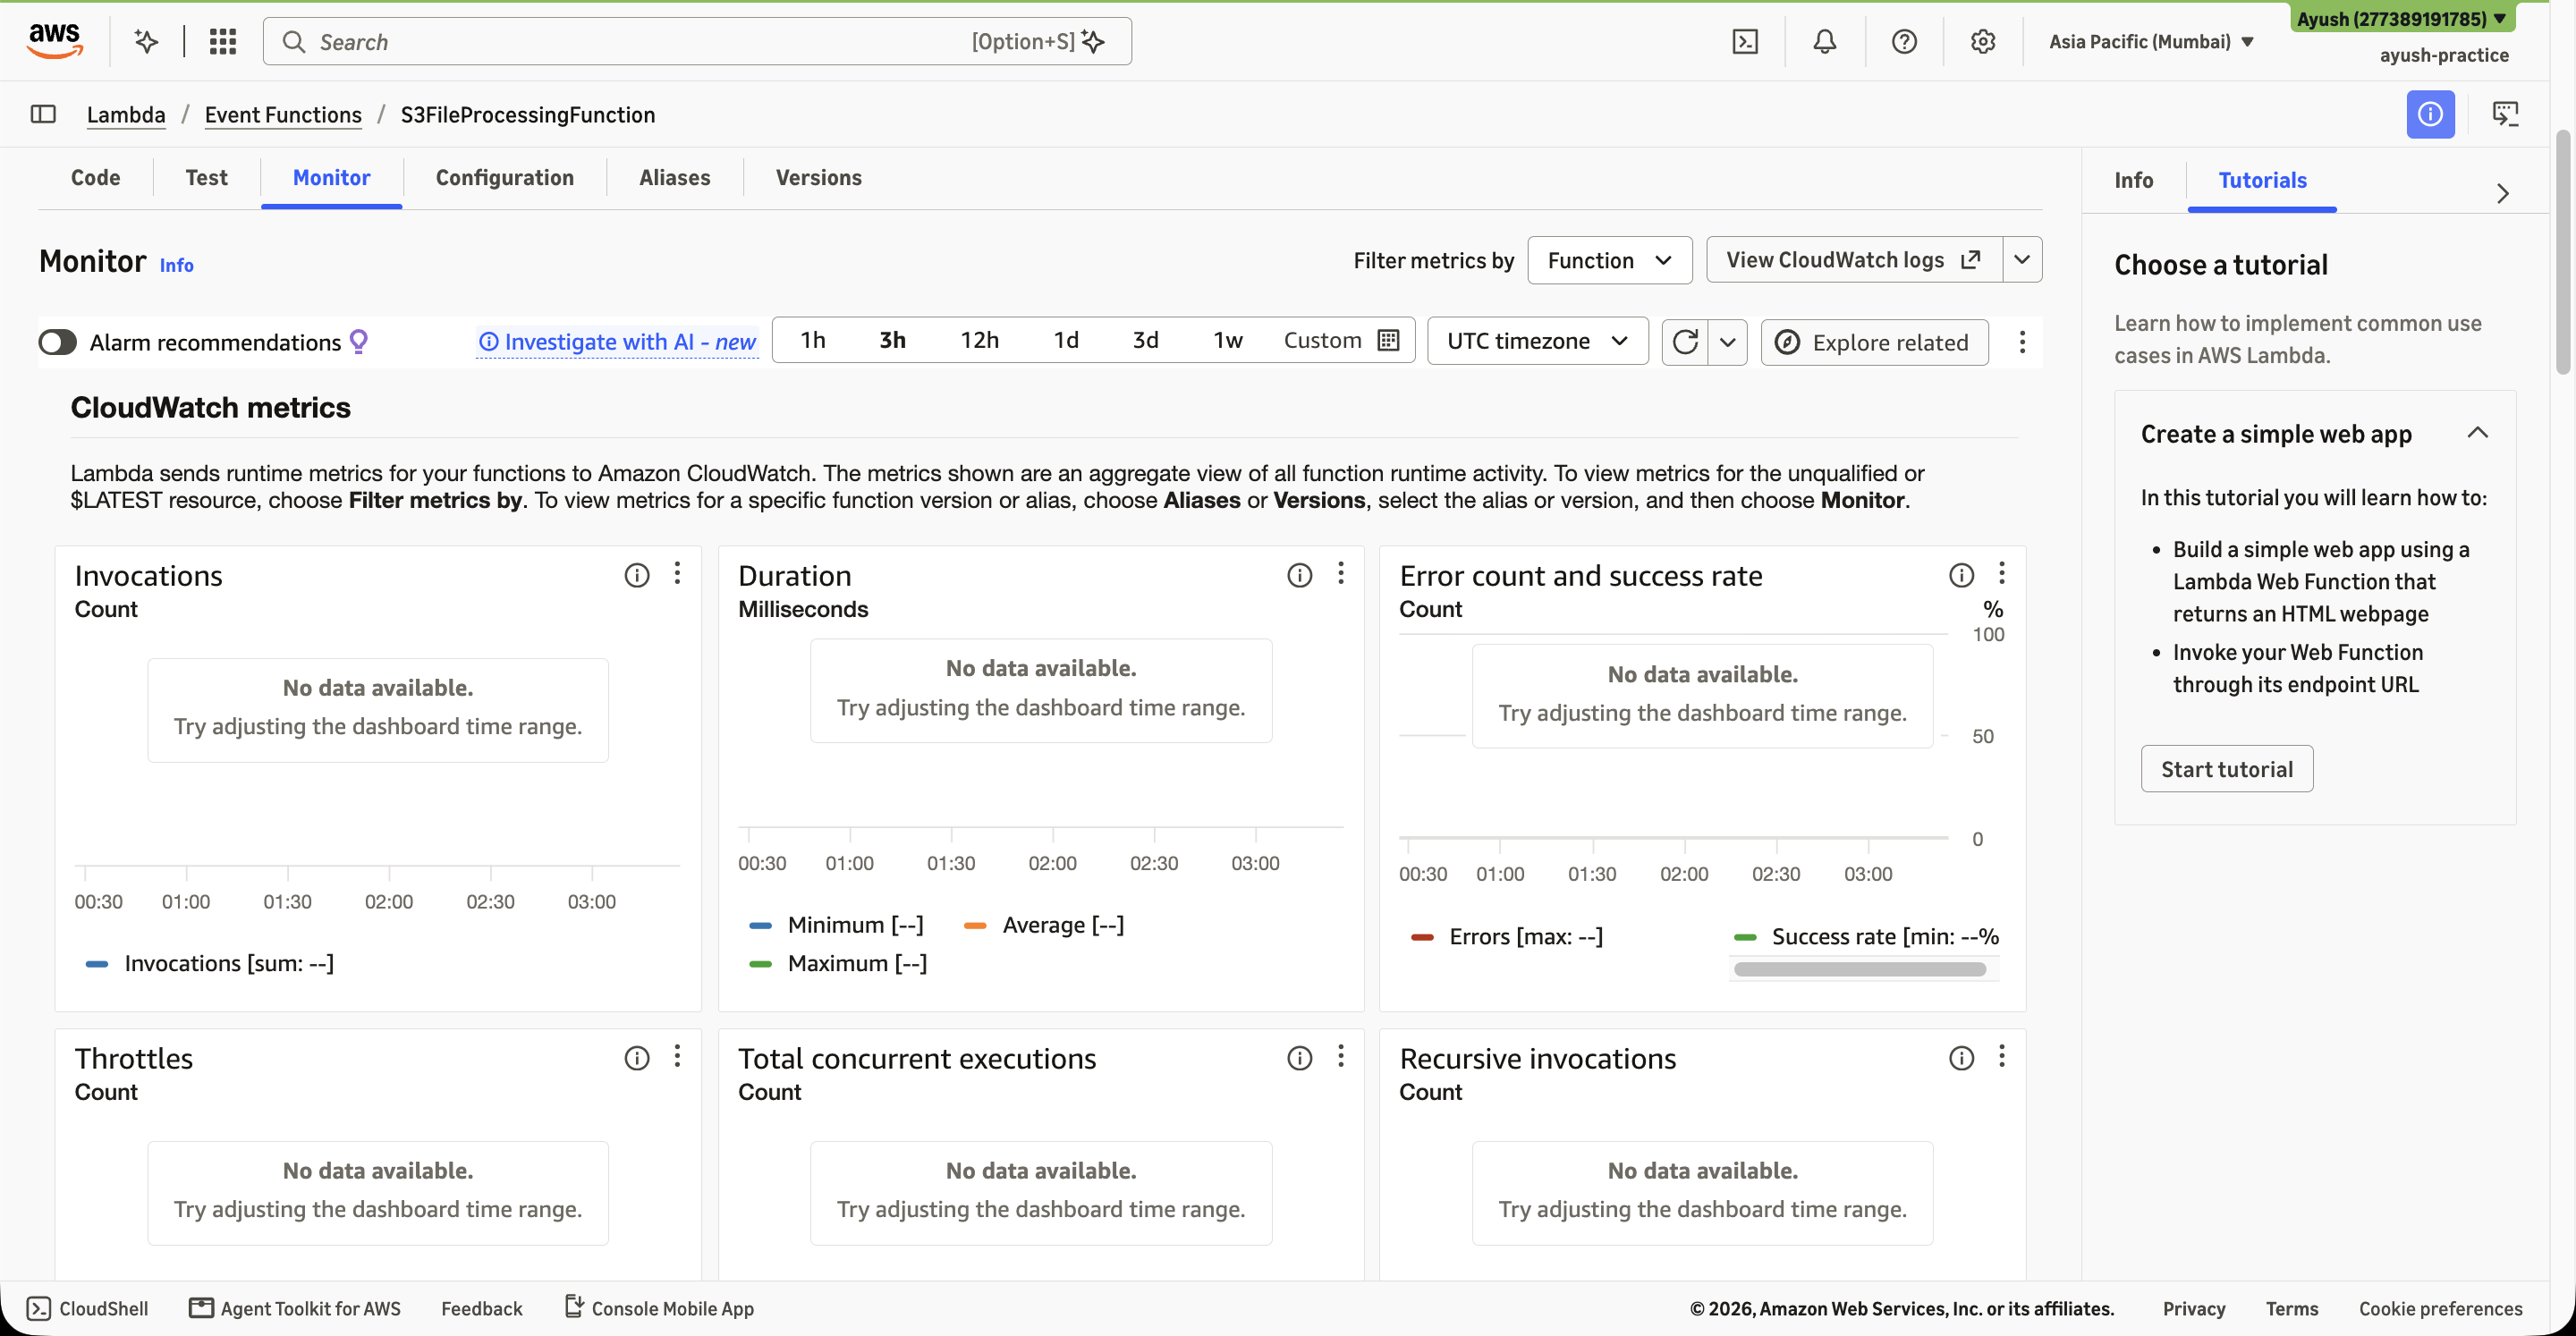 aws
Search
[Option+S]
Asia Pacific (Mumbai)
Ayush (277389191785)
ayush-practice
Lambda / Event Functions / S3FileProcessingFunction
Code
Test
Monitor
Configuration
Aliases
Versions
Info
Tutorials
Monitor Info
Filter metrics by
Function
View CloudWatch logs
Alarm recommendations
Investigate with AI - new
1h
3h
12h
1d
3d
1w
Custom
UTC timezone
Explore related
CloudWatch metrics
Lambda sends runtime metrics for your functions to Amazon CloudWatch. The metrics shown are an aggregate view of all function runtime activity. To view metrics for the unqualified or
$LATEST resource, choose Filter metrics by. To view metrics for a specific function version or alias, choose Aliases or Versions, select the alias or version, and then choose Monitor.
Invocations
Count
No data available.
Try adjusting the dashboard time range.
00:30 01:00 01:30 02:00 02:30 03:00
Invocations [sum: --]
Duration
Milliseconds
No data available.
Try adjusting the dashboard time range.
00:30 01:00 01:30 02:00 02:30 03:00
Minimum [--]
Average [--]
Maximum [--]
Error count and success rate
Count
%
100
No data available.
Try adjusting the dashboard time range.
50
0
00:30 01:00 01:30 02:00 02:30 03:00
Errors [max: --]
Success rate [min: --%
Throttles
Count
No data available.
Try adjusting the dashboard time range.
Total concurrent executions
Count
No data available.
Try adjusting the dashboard time range.
Recursive invocations
Count
No data available.
Try adjusting the dashboard time range.
Choose a tutorial
Learn how to implement common use
cases in AWS Lambda.
Create a simple web app
In this tutorial you will learn how to:
• Build a simple web app using a
Lambda Web Function that
returns an HTML webpage
• Invoke your Web Function
through its endpoint URL
Start tutorial
CloudShell
Agent Toolkit for AWS
Feedback
Console Mobile App
© 2026, Amazon Web Services, Inc. or its affiliates.
Privacy
Terms
Cookie preferences